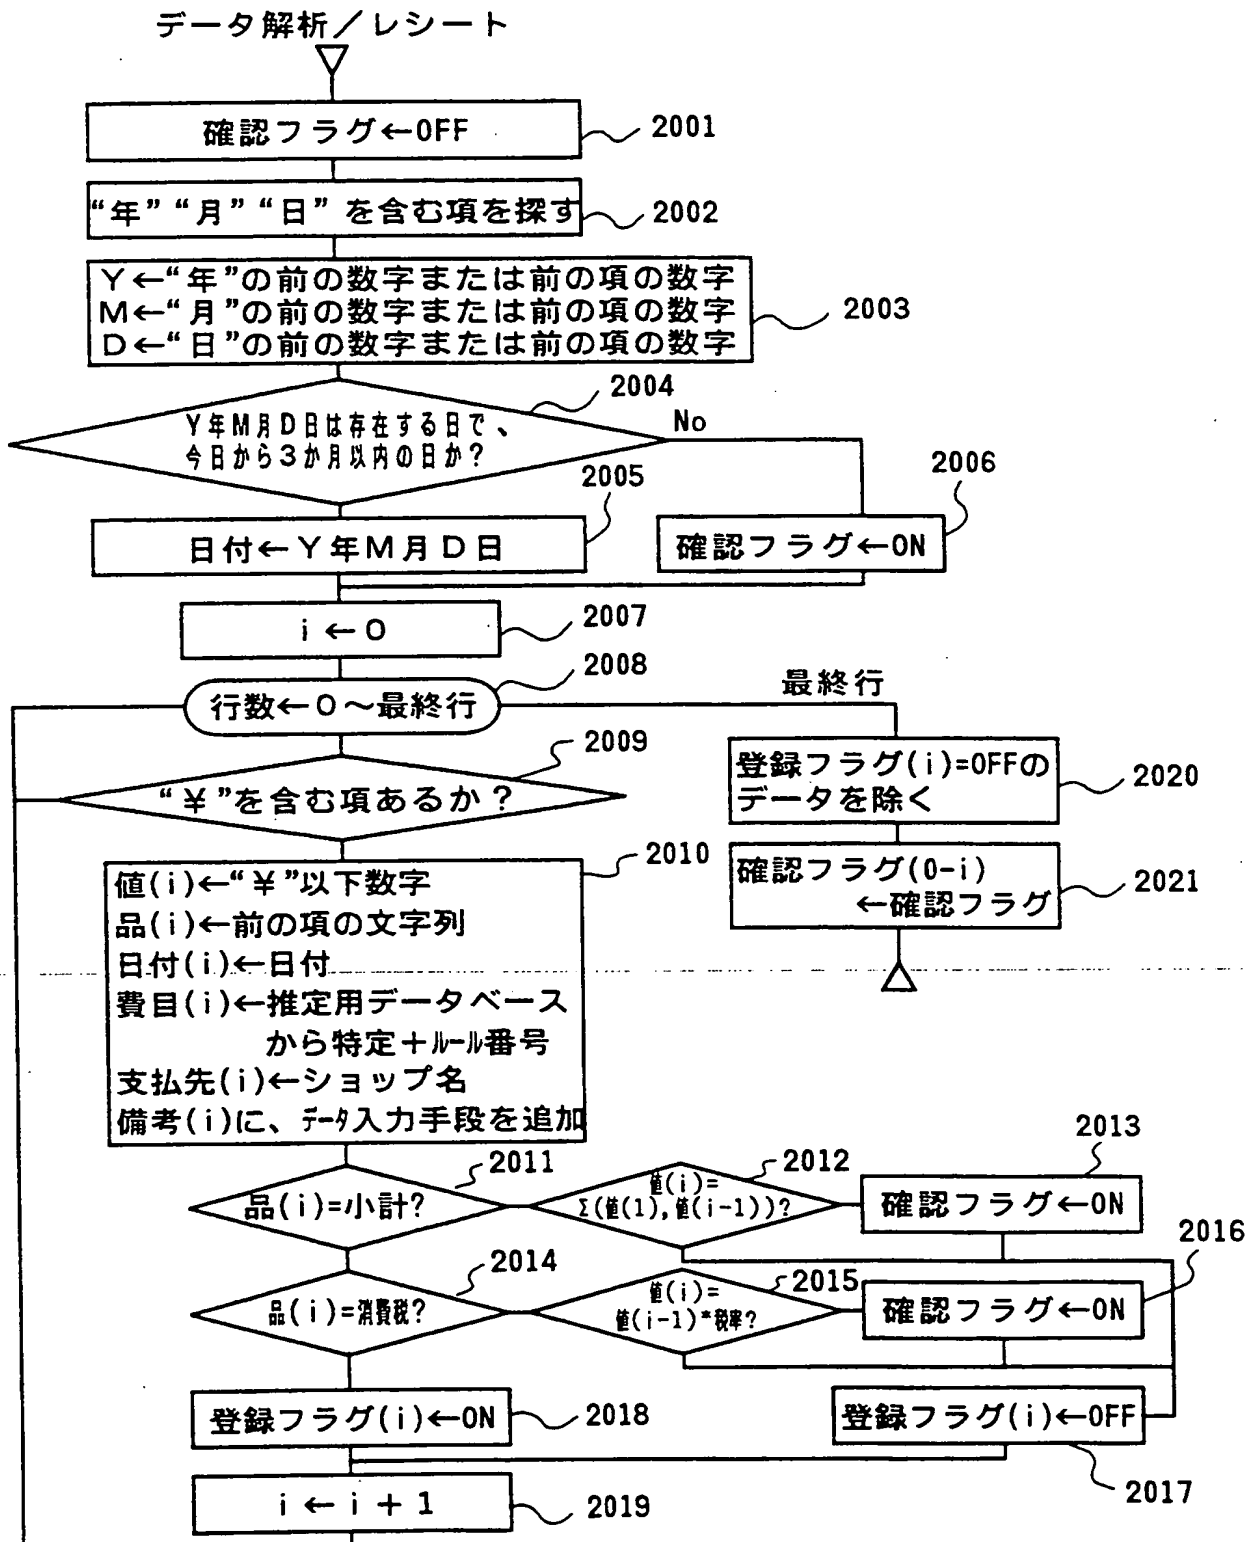 データ解析／レシート
確認フラグ←OFF
2001
“年”“月”“日”を含む項を探す
2002
Y←“年”の前の数字または前の項の数字
M←“月”の前の数字または前の項の数字
D←“日”の前の数字または前の項の数字
2003
2004
Y年M月D日は存在する日で、
今日から3か月以内の日か?
No
2005
日付←Y年M月D日
2006
確認フラグ←ON
i←0
2007
2008
行数←0～最終行
最終行
2009
“¥”を含む項あるか?
登録フラグ(i)=OFFの
データを除く
2020
確認フラグ(0-i)
←確認フラグ
2021
2010
値(i)←“¥”以下数字
品(i)←前の項の文字列
日付(i)←日付
費目(i)←推定用データベース
から特定+ルール番号
支払先(i)←ショップ名
備考(i)に、データ入力手段を追加
2011
品(i)=小計?
2012
値(i)=
Σ(値(1),値(i-1))?
2013
確認フラグ←ON
2014
品(i)=消費税?
2015
値(i)=
値(i-1)*税率?
2016
確認フラグ←ON
登録フラグ(i)←ON
2018
登録フラグ(i)←OFF
2017
i←i+1
2019